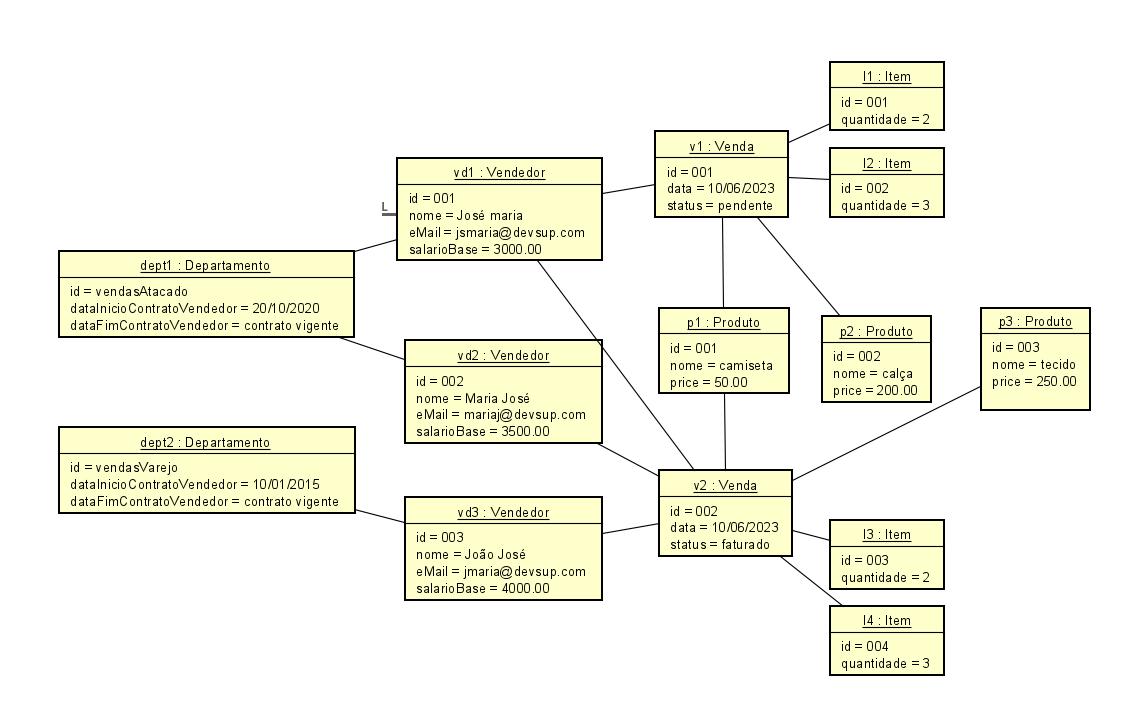 I1 : Item
id = 001
quantidade = 2
v1 : Venda
id = 001
data = 10/06/2023
status = pendente
I2 : Item
id = 002
quantidade = 3
vd1 : Vendedor
id = 001
nome = José maria
eMail = jsmaria@devsup.com
salarioBase = 3000.00
L
dept1 : Departamento
id = vendasAtacado
dataInicioContratoVendedor = 20/10/2020
dataFimContratoVendedor = contrato vigente
p1 : Produto
id = 001
nome = camiseta
price = 50.00
p2 : Produto
id = 002
nome = calça
price = 200.00
p3 : Produto
id = 003
nome = tecido
price = 250.00
vd2 : Vendedor
id = 002
nome = Maria José
eMail = mariaj@devsup.com
salarioBase = 3500.00
dept2 : Departamento
id = vendasVarejo
dataInicioContratoVendedor = 10/01/2015
dataFimContratoVendedor = contrato vigente
v2 : Venda
id = 002
data = 10/06/2023
status = faturado
vd3 : Vendedor
id = 003
nome = João José
eMail = jmaria@devsup.com
salarioBase = 4000.00
I3 : Item
id = 003
quantidade = 2
I4 : Item
id = 004
quantidade = 3